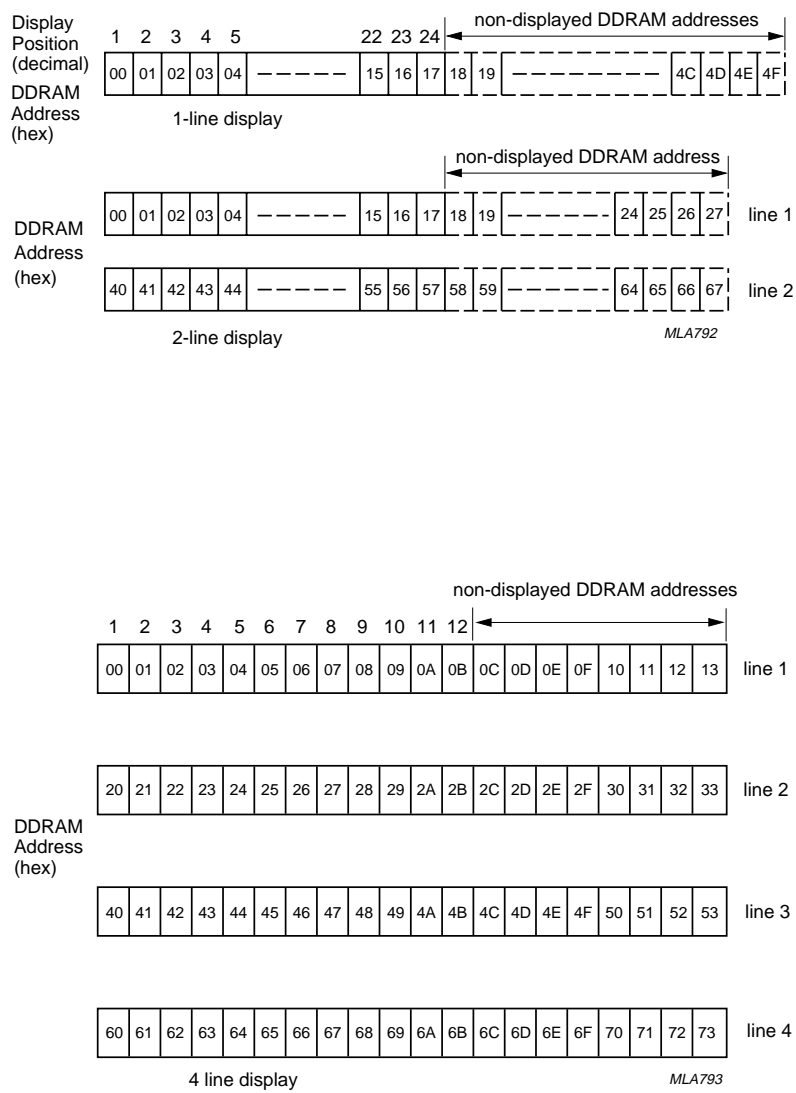 Display
Position
(decimal)
1 2 3 4 5 22 23 24
non-displayed DDRAM addresses
DDRAM
Address
(hex)
00 01 02 03 04 15 16 17 18 19 4C 4D 4E 4F
1-line display
non-displayed DDRAM address
DDRAM
Address
(hex)
00 01 02 03 04 15 16 17 18 19 24 25 26 27 line 1
40 41 42 43 44 55 56 57 58 59 64 65 66 67 line 2
2-line display
MLA792
non-displayed DDRAM addresses
1 2 3 4 5 6 7 8 9 10 11 12
00 01 02 03 04 05 06 07 08 09 0A 0B 0C 0D 0E 0F 10 11 12 13 line 1
20 21 22 23 24 25 26 27 28 29 2A 2B 2C 2D 2E 2F 30 31 32 33 line 2
DDRAM
Address
(hex)
40 41 42 43 44 45 46 47 48 49 4A 4B 4C 4D 4E 4F 50 51 52 53 line 3
60 61 62 63 64 65 66 67 68 69 6A 6B 6C 6D 6E 6F 70 71 72 73 line 4
4 line display
MLA793